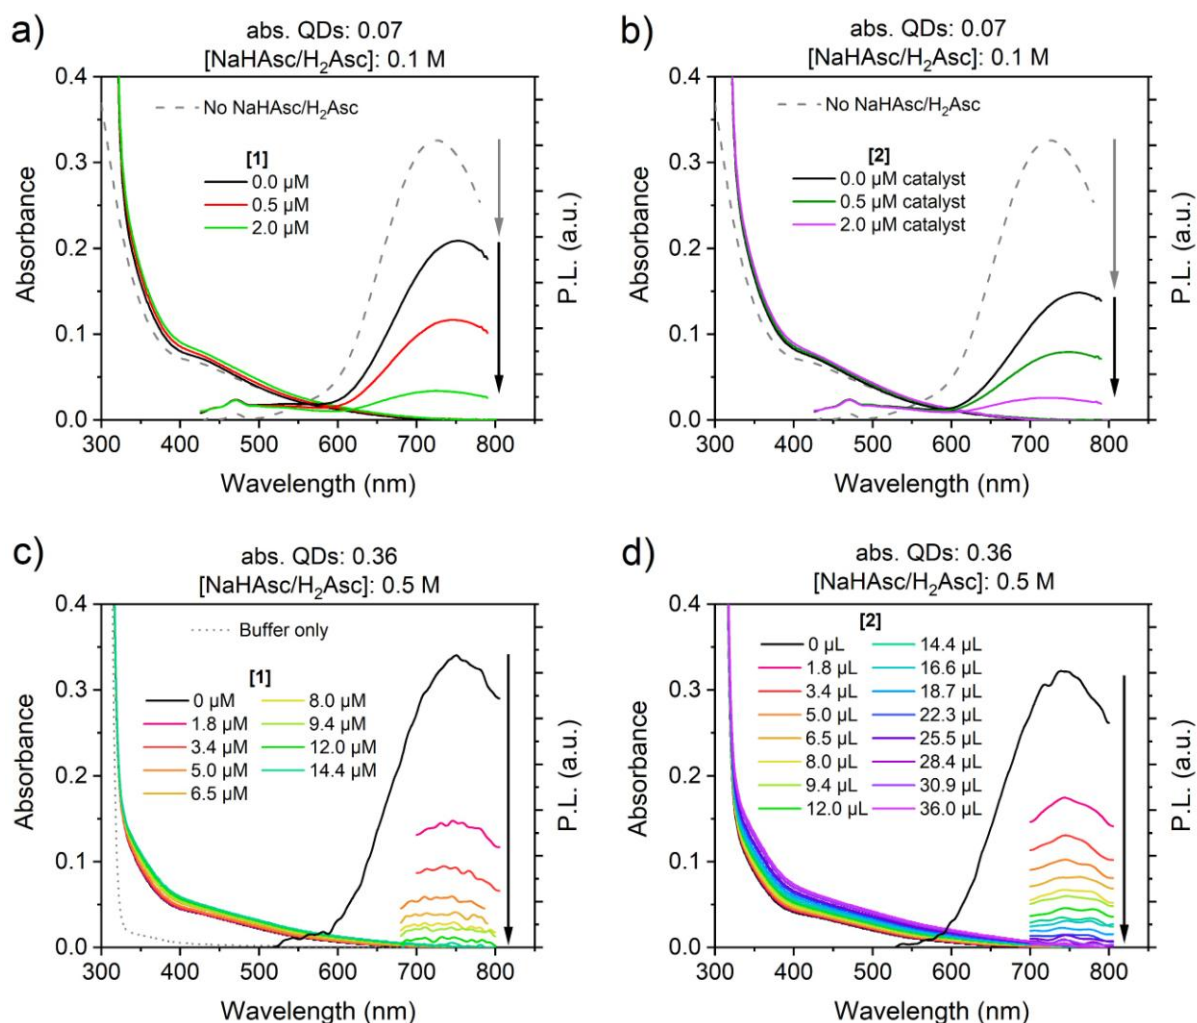 a)
abs. QDs: 0.07
[NaHAsc/H₂Asc]: 0.1 M
0.4
0.3
0.2
0.1
0.0
Absorbance
No NaHAsc/H₂Asc
[1]
0.0 µM
0.5 µM
2.0 µM
P.L. (a.u.)
300 400 500 600 700 800
Wavelength (nm)
b)
abs. QDs: 0.07
[NaHAsc/H₂Asc]: 0.1 M
0.4
0.3
0.2
0.1
0.0
Absorbance
No NaHAsc/H₂Asc
[2]
0.0 µM catalyst
0.5 µM catalyst
2.0 µM catalyst
P.L. (a.u.)
300 400 500 600 700 800
Wavelength (nm)
c)
abs. QDs: 0.36
[NaHAsc/H₂Asc]: 0.5 M
0.4
0.3
0.2
0.1
0.0
Absorbance
Buffer only
[1]
0 µM 8.0 µM
1.8 µM 9.4 µM
3.4 µM 12.0 µM
5.0 µM 14.4 µM
6.5 µM
P.L. (a.u.)
300 400 500 600 700 800
Wavelength (nm)
d)
abs. QDs: 0.36
[NaHAsc/H₂Asc]: 0.5 M
0.4
0.3
0.2
0.1
0.0
Absorbance
[2]
0 µL 14.4 µL
1.8 µL 16.6 µL
3.4 µL 18.7 µL
5.0 µL 22.3 µL
6.5 µL 25.5 µL
8.0 µL 28.4 µL
9.4 µL 30.9 µL
12.0 µL 36.0 µL
P.L. (a.u.)
300 400 500 600 700 800
Wavelength (nm)